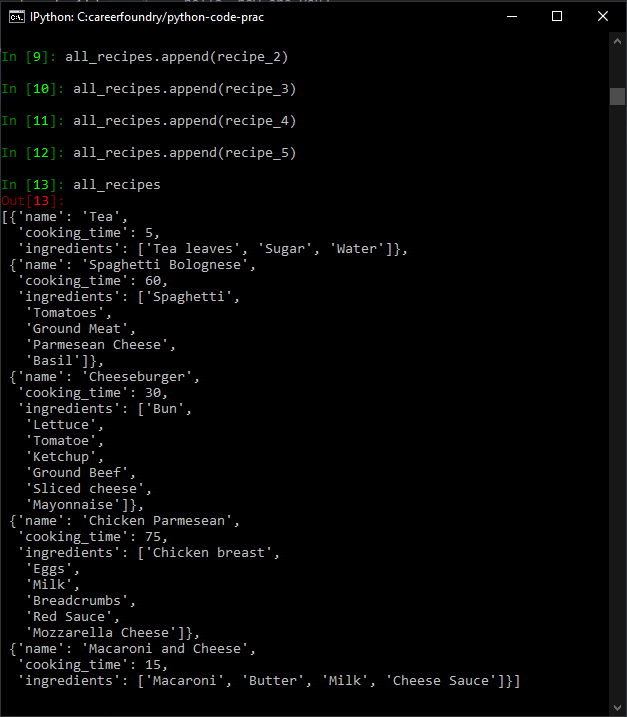 IPython: C:careerfoundry/python-code-prac
In [9]: all_recipes.append(recipe_2)
In [10]: all_recipes.append(recipe_3)
In [11]: all_recipes.append(recipe_4)
In [12]: all_recipes.append(recipe_5)
In [13]: all_recipes
Out[13]:
[{'name': 'Tea',
'cooking_time': 5,
'ingredients': ['Tea leaves', 'Sugar', 'Water']},
{'name': 'Spaghetti Bolognese',
'cooking_time': 60,
'ingredients': ['Spaghetti',
'Tomatoes',
'Ground Meat',
'Parmesean Cheese',
'Basil']},
{'name': 'Cheeseburger',
'cooking_time': 30,
'ingredients': ['Bun',
'Lettuce',
'Tomatoe',
'Ketchup',
'Ground Beef',
'Sliced cheese',
'Mayonnaise']},
{'name': 'Chicken Parmesean',
'cooking_time': 75,
'ingredients': ['Chicken breast',
'Eggs',
'Milk',
'Breadcrumbs',
'Red Sauce',
'Mozzarella Cheese']},
{'name': 'Macaroni and Cheese',
'cooking_time': 15,
'ingredients': ['Macaroni', 'Butter', 'Milk', 'Cheese Sauce']}]